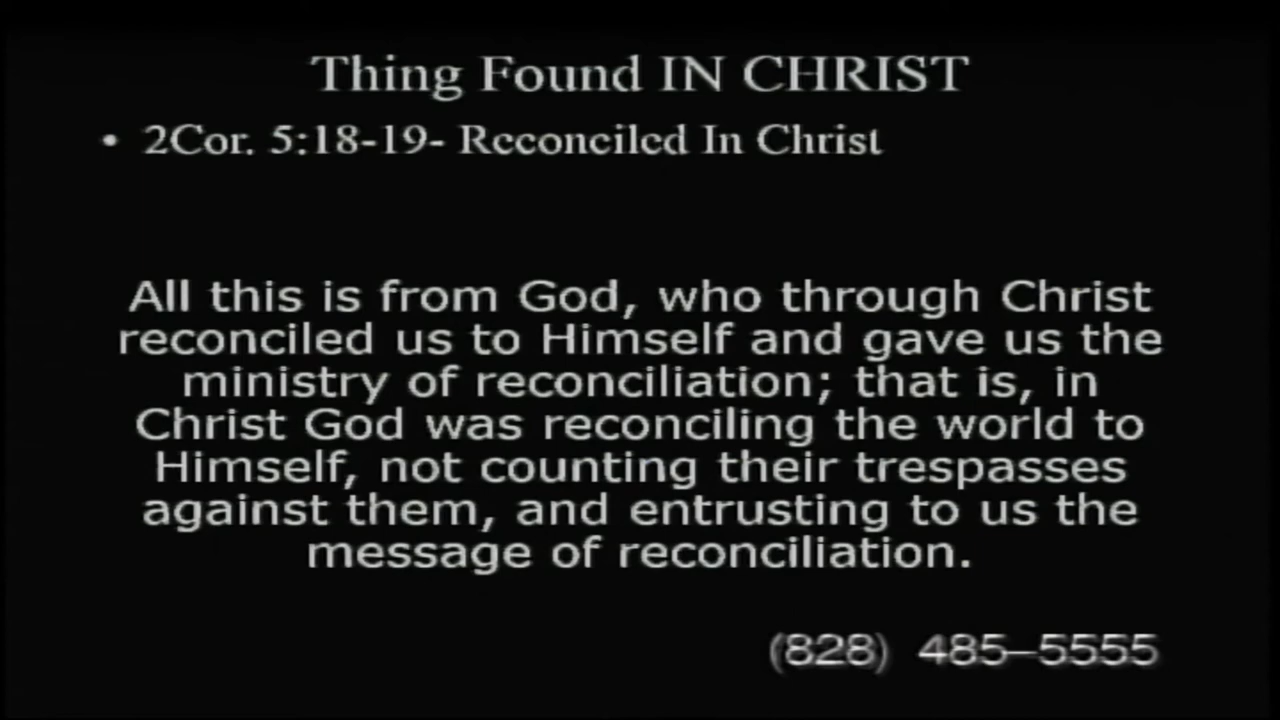 Thing Found IN CHRIST
• 2Cor. 5:18-19- Reconciled In Christ
All this is from God, who through Christ
reconciled us to Himself and gave us the
ministry of reconciliation; that is, in
Christ God was reconciling the world to
Himself, not counting their trespasses
against them, and entrusting to us the
message of reconciliation.
(828) 485-5555